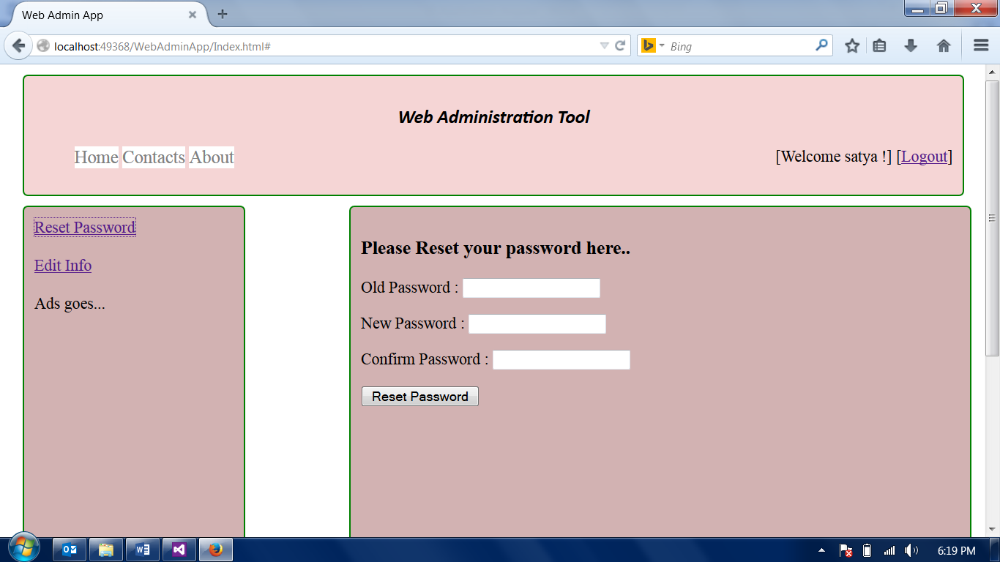 Web Admin App
localhost:49368/WebAdminApp/Index.html#
Bing
Web Administration Tool
Home Contacts About
[Welcome satya !] [Logout]
Reset Password
Edit Info
Ads goes...
Please Reset your password here..
Old Password :
New Password :
Confirm Password :
Reset Password
6:19 PM